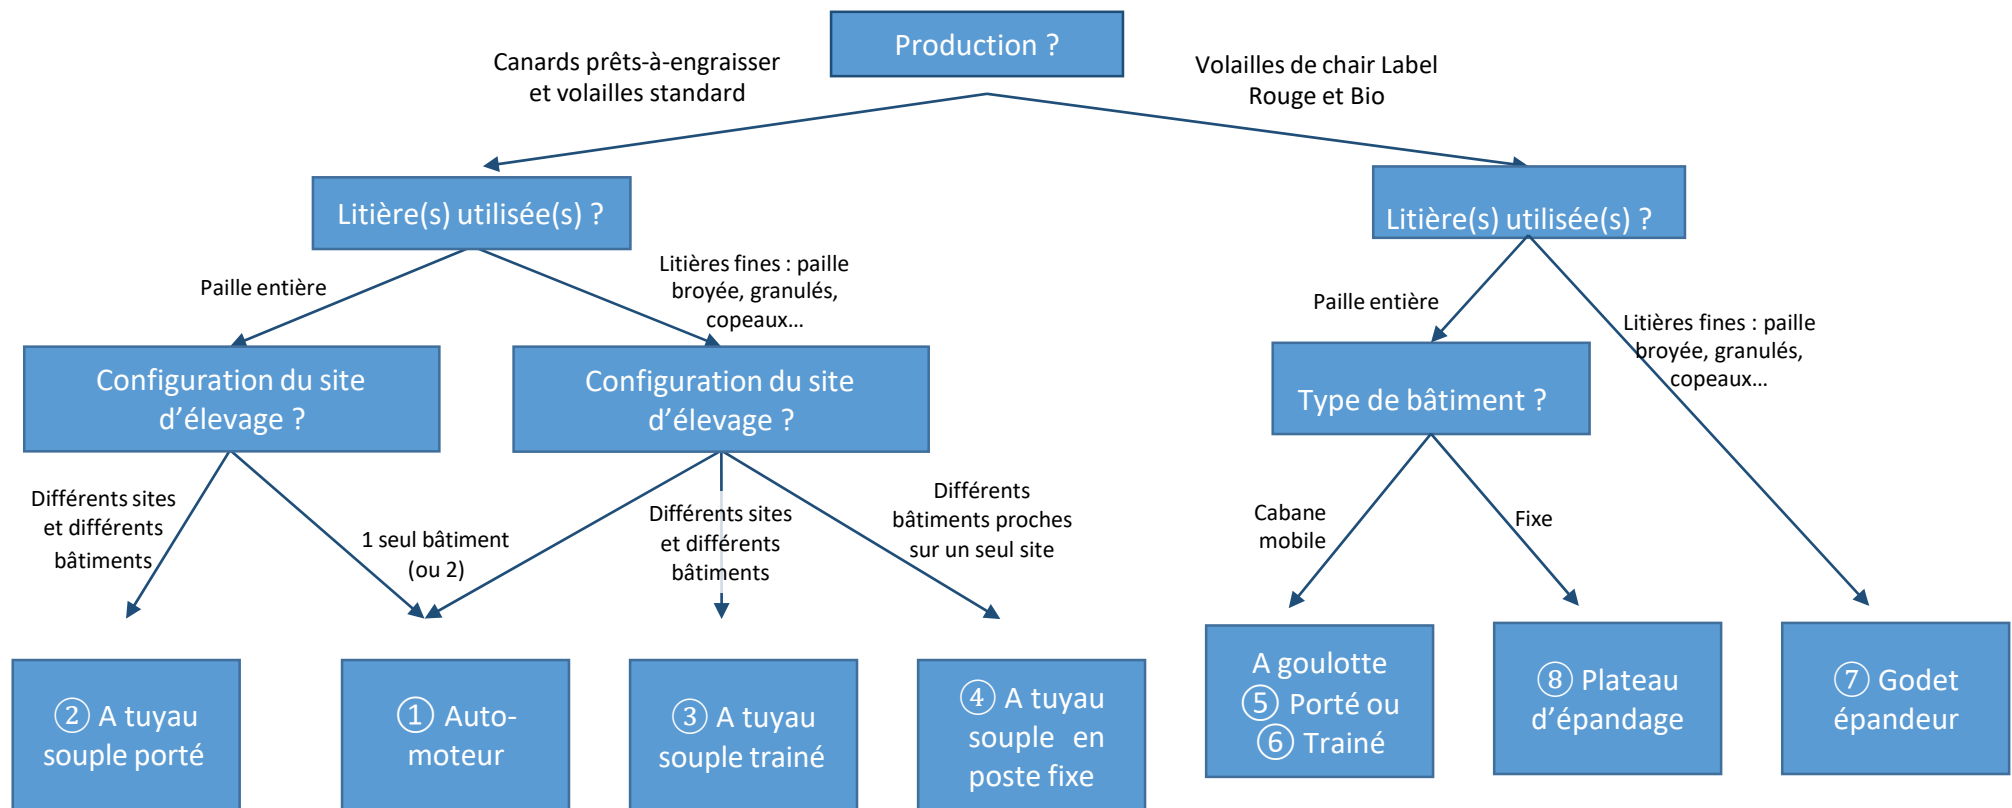 Production ?
Canards prêts-à-engraisser
et volailles standard
Volailles de chair Label
Rouge et Bio
Litière(s) utilisée(s) ?
Litière(s) utilisée(s) ?
Paille entière
Litières fines : paille
broyée, granulés,
copeaux…
Paille entière
Litières fines : paille
broyée, granulés,
copeaux…
Configuration du site
d’élevage ?
Configuration du site
d’élevage ?
Type de bâtiment ?
Différents sites
et différents
bâtiments
1 seul bâtiment
(ou 2)
Différents sites
et différents
bâtiments
Différents
bâtiments proches
sur un seul site
Cabane
mobile
Fixe
② A tuyau
souple porté
① Auto-
moteur
③ A tuyau
souple trainé
④ A tuyau
souple en
poste fixe
A goulotte
⑤ Porté ou
⑥ Trainé
⑧ Plateau
d’épandage
⑦ Godet
épandeur